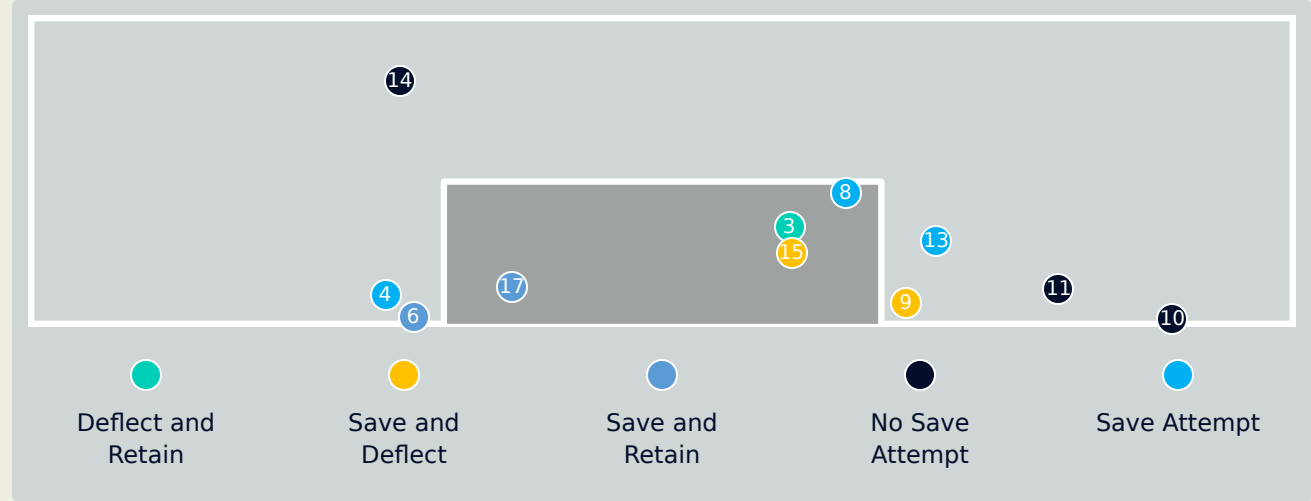 14
8
3
13
15
17
11
4
9
6
10
Deflect and
Retain
Save and
Deflect
Save and
Retain
No Save
Attempt
Save Attempt